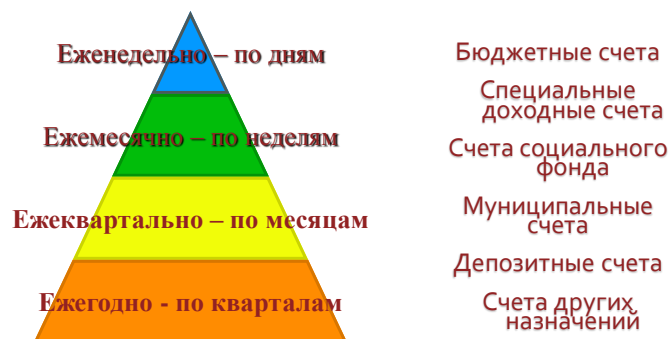 Еженедельно – по дням
Ежемесячно – по неделям
Ежеквартально – по месяцам
Ежегодно - по кварталам
Бюджетные счета
Специальные
доходные счета
Счета социального
фонда
Муниципальные
счета
Депозитные счета
Счета других
назначений